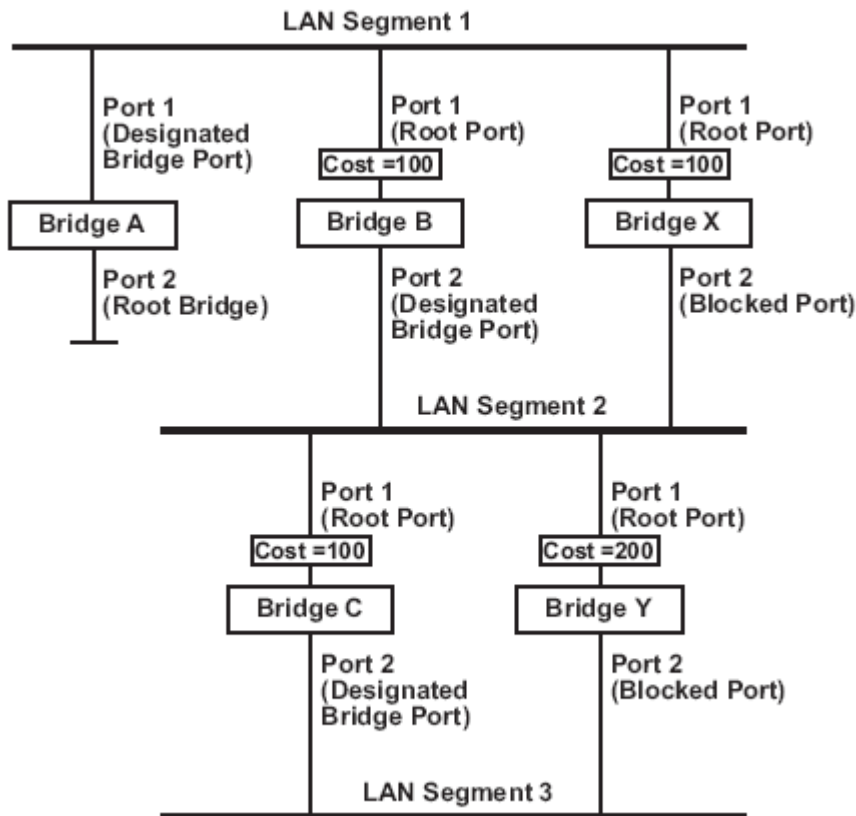 LAN Segment 1
Port 1
(Designated
Bridge Port)
Port 1
(Root Port)
Port 1
(Root Port)
Cost =100
Cost =100
Bridge A
Bridge B
Bridge X
Port 2
(Root Bridge)
Port 2
(Designated
Bridge Port)
Port 2
(Blocked Port)
LAN Segment 2
Port 1
(Root Port)
Port 1
(Root Port)
Cost =100
Cost =200
Bridge C
Bridge Y
Port 2
(Designated
Bridge Port)
Port 2
(Blocked Port)
LAN Segment 3